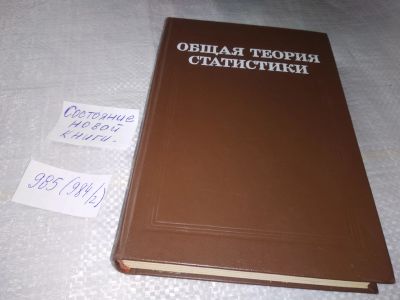 ОБЩАЯ ТЕОРИЯ
СТАТИСТИКИ
Состояние
новой
книги.
985(984/2)